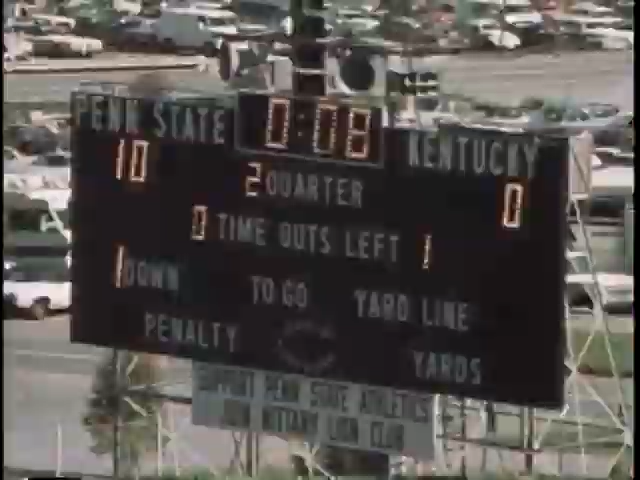 PENN STATE 0:08 KENTUCKY
10 2 QUARTER 0
0 TIME OUTS LEFT 1
1 DOWN TO GO YARD LINE
PENALTY YARDS
SUPPORT PENN STATE ATHLETICS
JOIN NITTANY LION CLUB